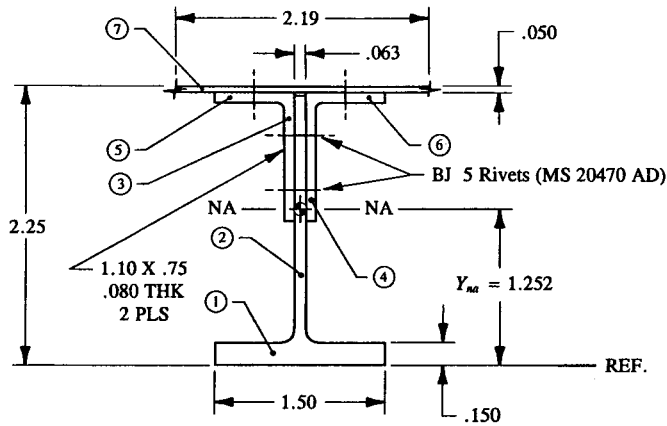 2.19
⑦
.063
.050
⑤
⑥
③
BJ 5 Rivets (MS 20470 AD)
NA
NA
2.25
②
④
1.10 X .75
.080 THK
2 PLS
Yna = 1.252
①
REF.
1.50
.150